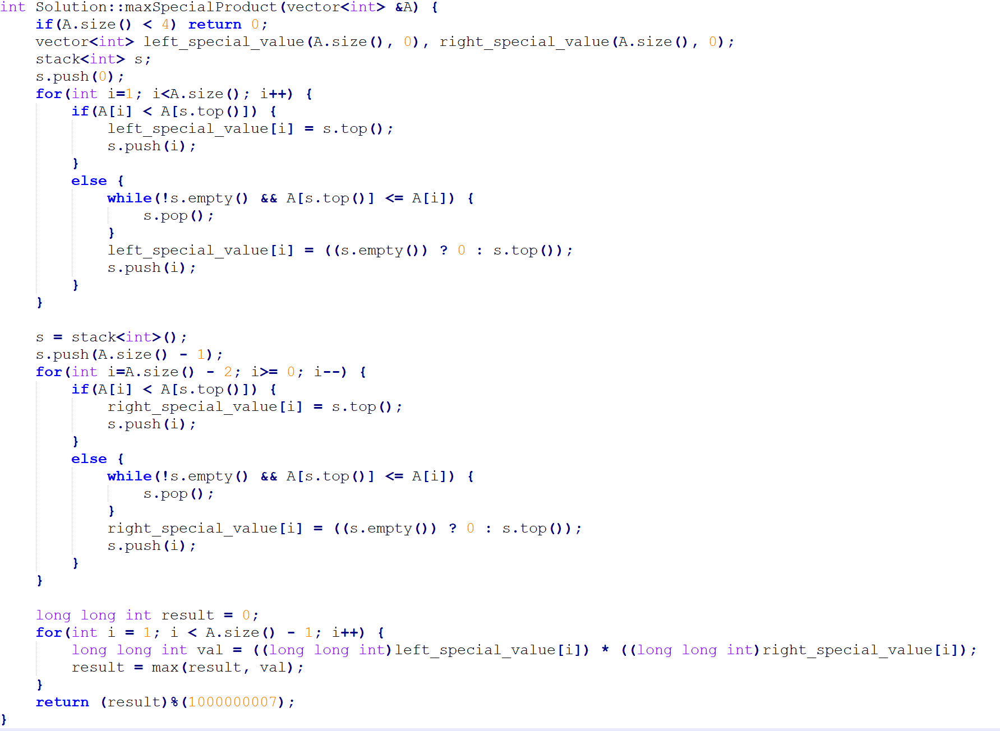 int Solution::maxSpecialProduct(vector<int> &A) {
    if(A.size() < 4) return 0;
    vector<int> left_special_value(A.size(), 0), right_special_value(A.size(), 0);
    stack<int> s;
    s.push(0);
    for(int i=1; i<A.size(); i++) {
        if(A[i] < A[s.top()]) {
            left_special_value[i] = s.top();
            s.push(i);
        }
        else {
            while(!s.empty() && A[s.top()] <= A[i]) {
                s.pop();
            }
            left_special_value[i] = ((s.empty()) ? 0 : s.top());
            s.push(i);
        }
    }

    s = stack<int>();
    s.push(A.size() - 1);
    for(int i=A.size() - 2; i>= 0; i--) {
        if(A[i] < A[s.top()]) {
            right_special_value[i] = s.top();
            s.push(i);
        }
        else {
            while(!s.empty() && A[s.top()] <= A[i]) {
                s.pop();
            }
            right_special_value[i] = ((s.empty()) ? 0 : s.top());
            s.push(i);
        }
    }

    long long int result = 0;
    for(int i = 1; i < A.size() - 1; i++) {
        long long int val = ((long long int)left_special_value[i]) * ((long long int)right_special_value[i]);
        result = max(result, val);
    }
    return (result)%(1000000007);
}